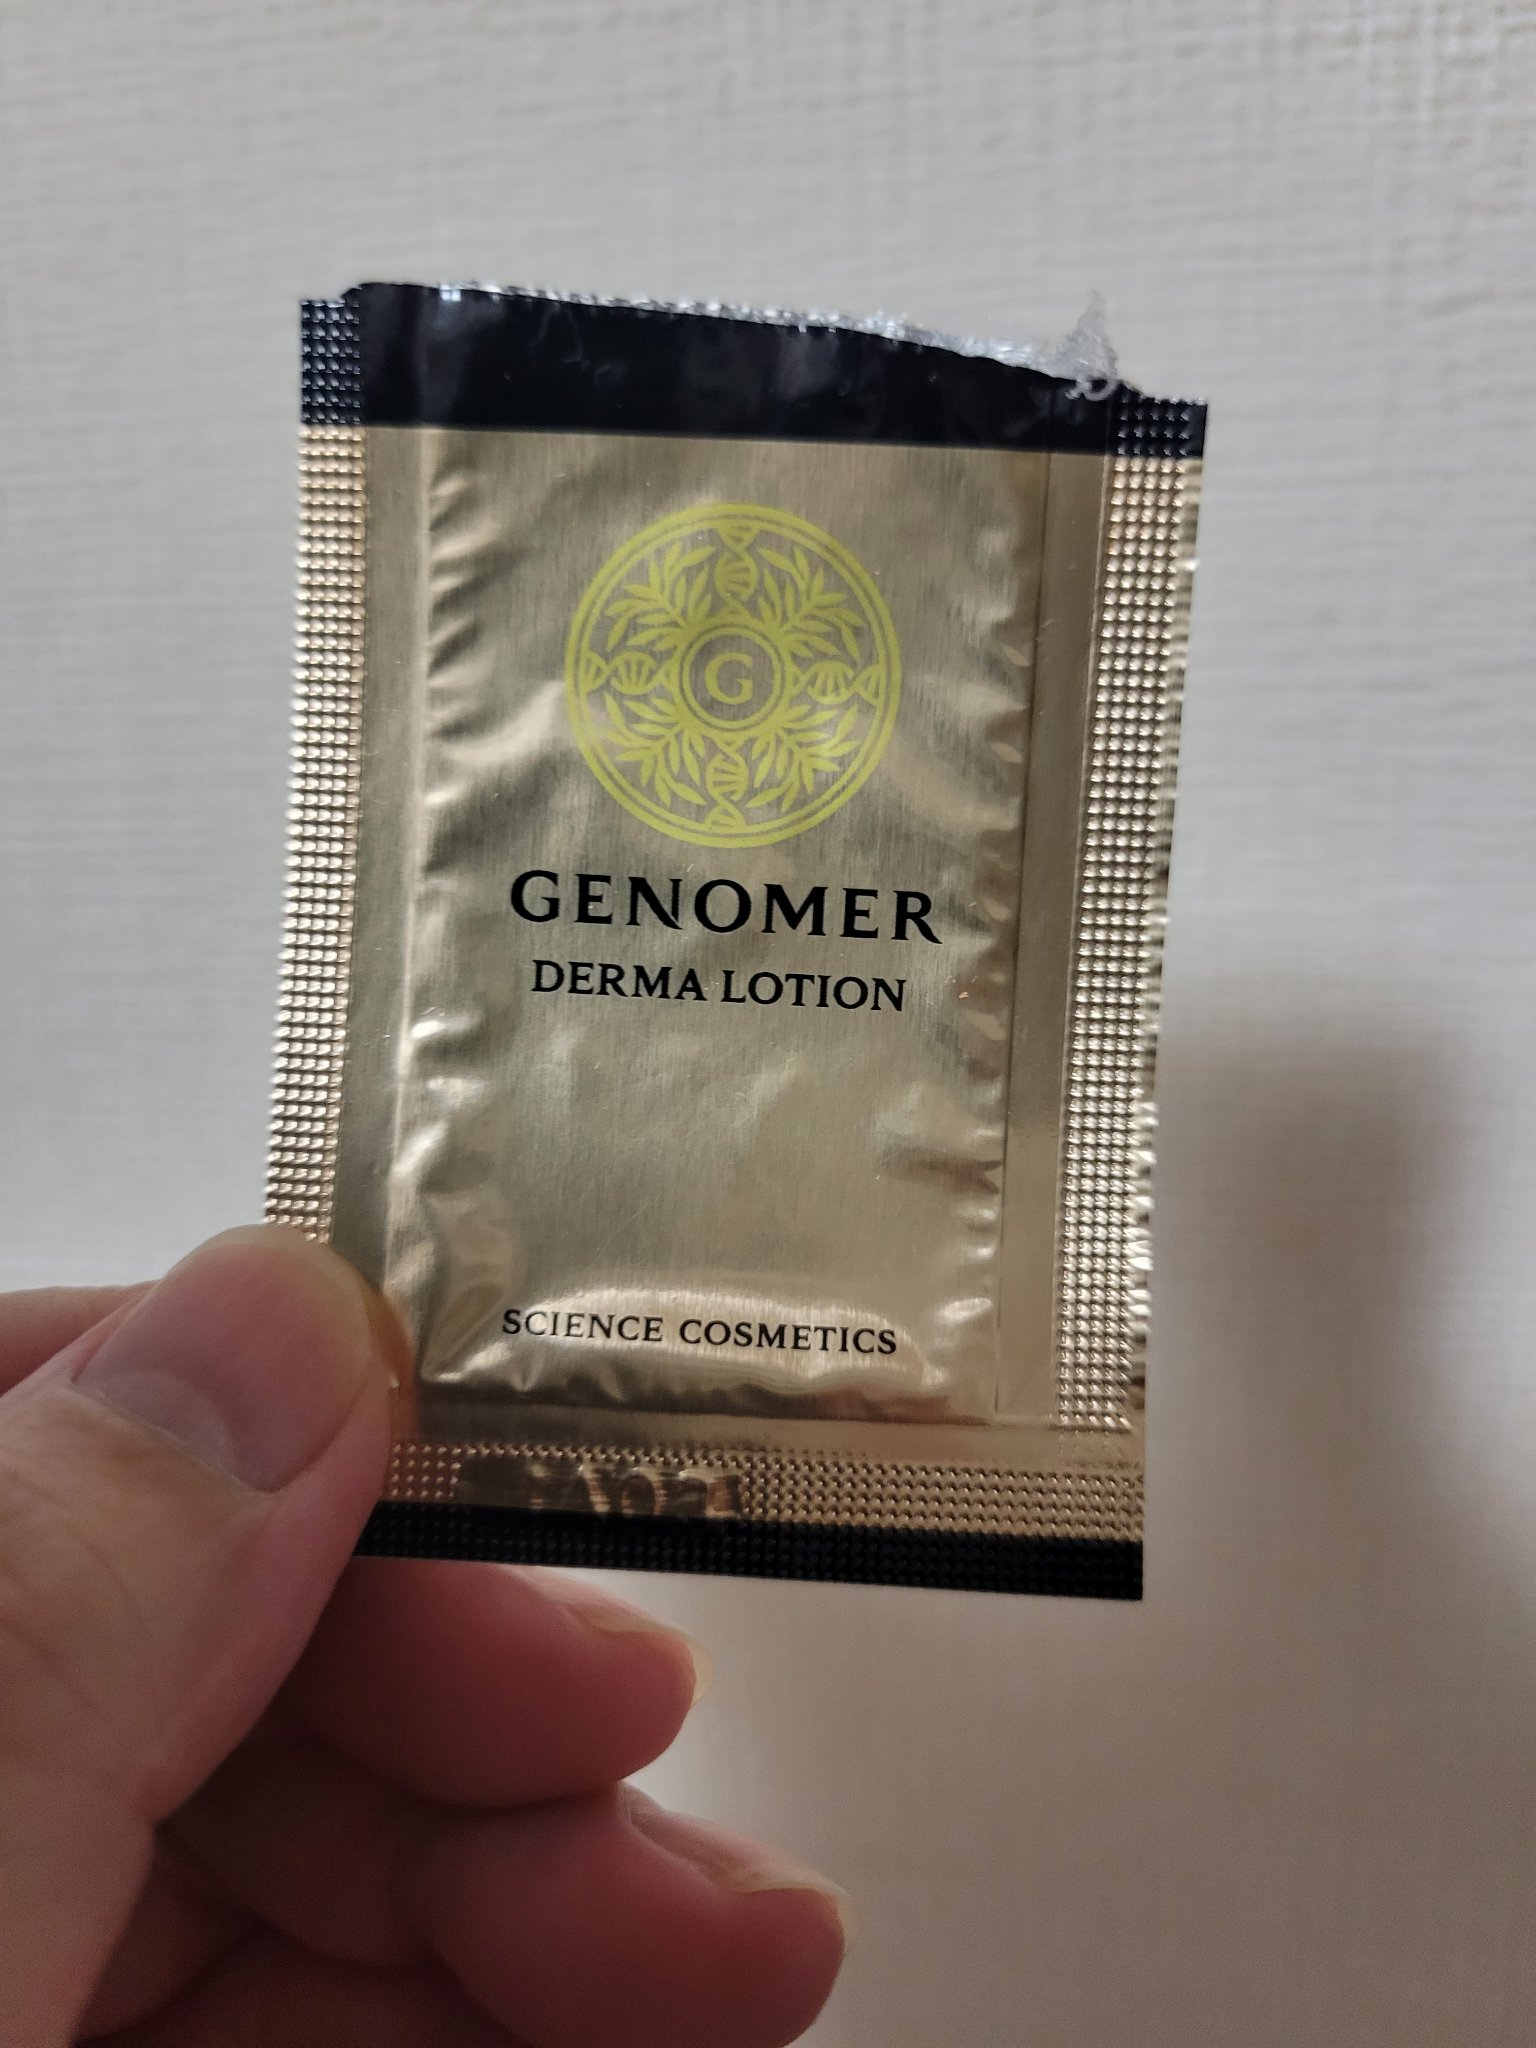 G
GENOMER
DERMA LOTION
SCIENCE COSMETICS